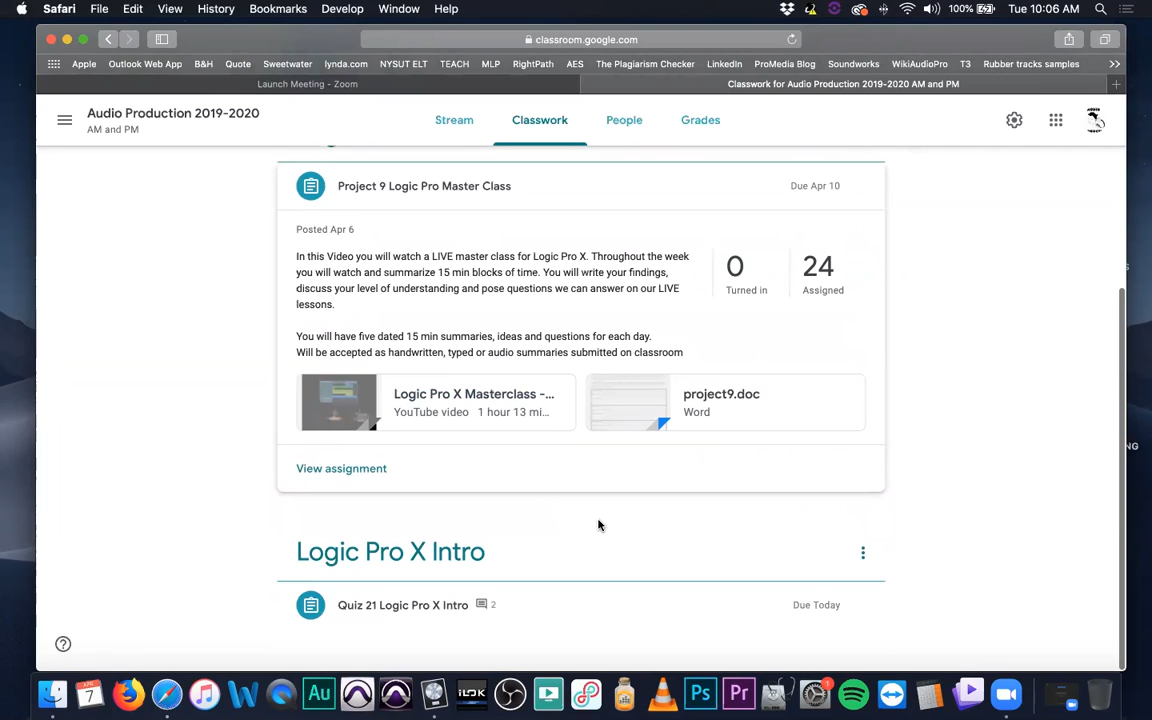 Safari File Edit View History Bookmarks Develop Window Help 100% Tue 10:06 AM
classroom.google.com
Apple Outlook Web App B&H Quote Sweetwater lynda.com NYSUT ELT TEACH MLP RightPath AES The Plagiarism Checker LinkedIn ProMedia Blog Soundworks WikiAudioPro T3 Rubber tracks samples >>
Launch Meeting - Zoom Classwork for Audio Production 2019-2020 AM and PM
Audio Production 2019-2020
AM and PM
Stream Classwork People Grades
Project 9 Logic Pro Master Class Due Apr 10
Posted Apr 6
In this Video you will watch a LIVE master class for Logic Pro X. Throughout the week
you will watch and summarize 15 min blocks of time. You will write your findings,
discuss your level of understanding and pose questions we can answer on our LIVE
lessons.
0 Turned in
24 Assigned
You will have five dated 15 min summaries, ideas and questions for each day.
Will be accepted as handwritten, typed or audio summaries submitted on classroom
Logic Pro X Masterclass -...
YouTube video 1 hour 13 mi...
project9.doc
Word
View assignment
Logic Pro X Intro
Quiz 21 Logic Pro X Intro 2 Due Today
APR
7
Au
iLOK
Ps
Pr
1